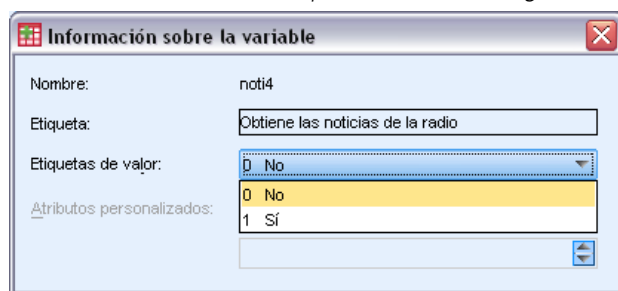 Información sobre la variable
Nombre: noti4
Etiqueta: Obtiene las noticias de la radio
Etiquetas de valor: 0 No
0 No
Atributos personalizados:
1 Sí